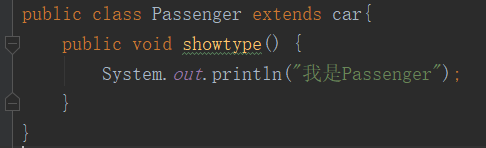 public class Passenger extends car{
public void showtype() {
System.out.println("我是Passenger");
}
}